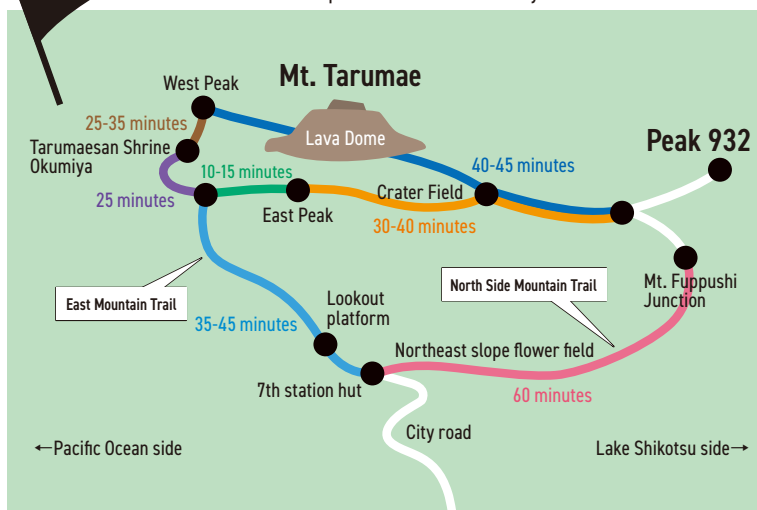 Mt. Tarumae
West Peak
Lava Dome
Peak 932
25-35 minutes
Tarumaesan Shrine
Okumiya
10-15 minutes
40-45 minutes
25 minutes
East Peak
Crater Field
30-40 minutes
East Mountain Trail
North Side Mountain Trail
Mt. Fuppushi
Junction
Lookout
platform
35-45 minutes
Northeast slope flower field
7th station hut
60 minutes
City road
←Pacific Ocean side
Lake Shikotsu side→